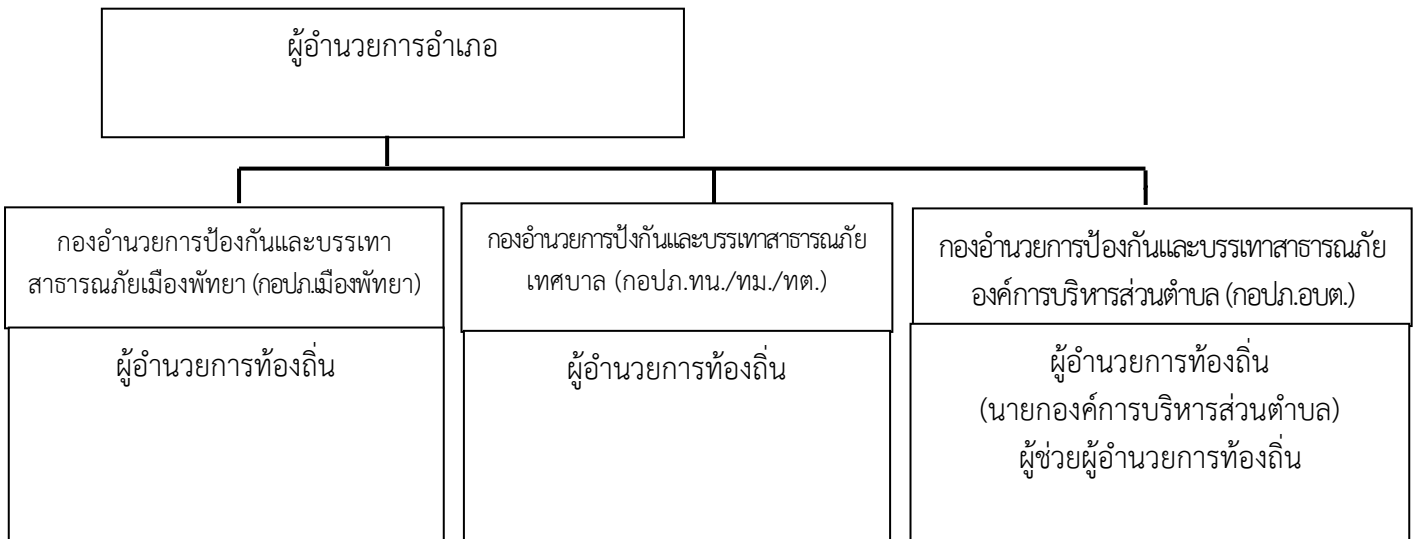 ผู้อำนวยการอำเภอ
กองอำนวยการป้องกันและบรรเทา
สาธารณภัยเมืองพัทยา (กอปภ.เมืองพัทยา)
ผู้อำนวยการท้องถิ่น
กองอำนวยการป้งกันและบรรเทาสาธารณภัย
เทศบาล (กอปภ.ทน./ทม./ทต.)
ผู้อำนวยการท้องถิ่น
กองอำนวยการป้องกันและบรรเทาสาธารณภัย
องค์การบริหารส่วนตำบล (กอปภ.อบต.)
ผู้อำนวยการท้องถิ่น
(นายกองค์การบริหารส่วนตำบล)
ผู้ช่วยผู้อำนวยการท้องถิ่น